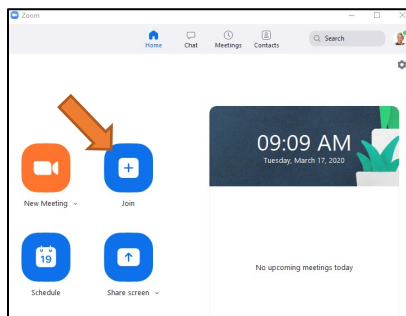 Zoom
Home Chat Meetings Contacts Search
09:09 AM
Tuesday, March 17, 2020
New Meeting Join
19
Schedule Share screen
No upcoming meetings today